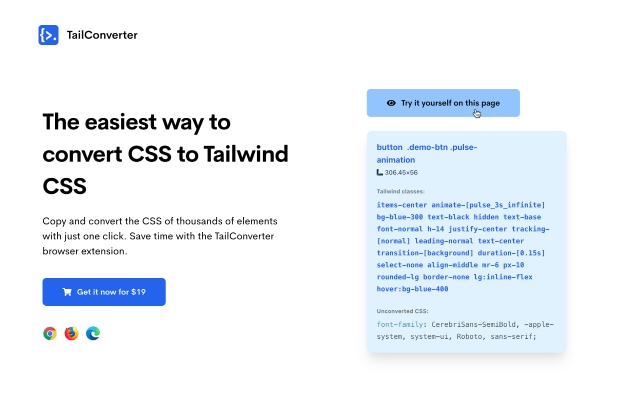 {>.
TailConverter
The easiest way to
convert CSS to Tailwind
CSS
Copy and convert the CSS of thousands of elements
with just one click. Save time with the TailConverter
browser extension.
Get it now for $19
Try it yourself on this page
button .demo-btn .pulse-
animation
306.45×56
Tailwind classes:
items-center animate-[pulse_3s_infinite]
bg-blue-300 text-black hidden text-base
font-normal h-14 justify-center tracking-
[normal] leading-normal text-center
transition-[background] duration-[0.15s]
select-none align-middle mr-6 px-10
rounded-lg border-none lg:inline-flex
hover:bg-blue-400
Unconverted CSS:
font-family: CerebriSans-SemiBold, -apple-
system, system-ui, Roboto, sans-serif;